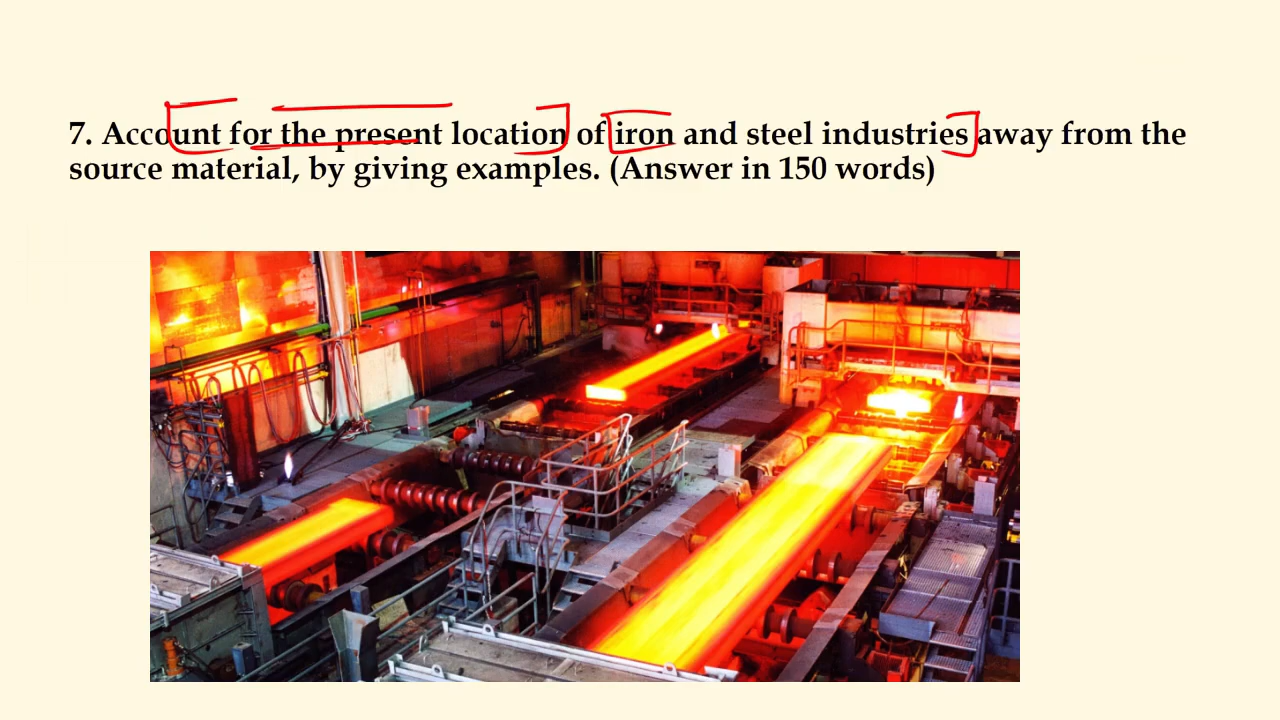 7. Account for the present location of iron and steel industries away from the
source material, by giving examples. (Answer in 150 words)